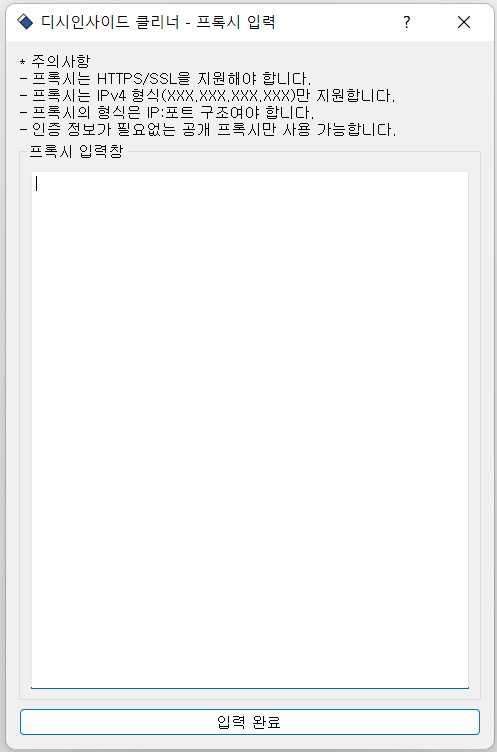 디시인사이드 클리너 - 프록시 입력
* 주의사항
- 프록시는 HTTPS/SSL을 지원해야 합니다.
- 프록시는 IPv4 형식(XXX.XXX.XXX.XXX)만 지원합니다.
- 프록시의 형식은 IP:포트 구조여야 합니다.
- 인증 정보가 필요없는 공개 프록시만 사용 가능합니다.
프록시 입력창
입력 완료